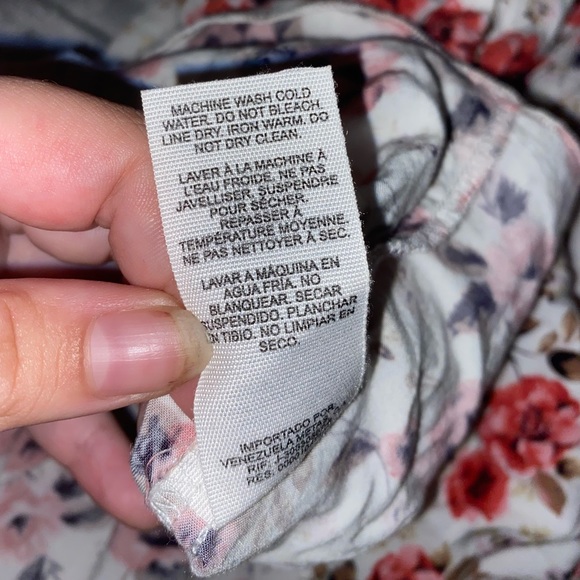 MACHINE WASH COLD
WATER. DO NOT BLEACH.
LINE DRY. IRON WARM. DO
NOT DRY CLEAN.
LAVER À LA MACHINE À
L'EAU FROIDE, NE PAS
JAVELLISER, SUSPENDRE
POUR SÉCHER.
REPASSER À
TEMPÉRATURE MOYENNE
NE PAS NETTOYER À SEC.
LAVAR A MÁQUINA EN
AGUA FRÍA. NO
BLANQUEAR. SECAR
SUSPENDIDO. PLANCHAR
EN TIBIO. NO LIMPIAR EN
SECO.
IMPORTADO POR
VENEZUELA
RIF.
RES.